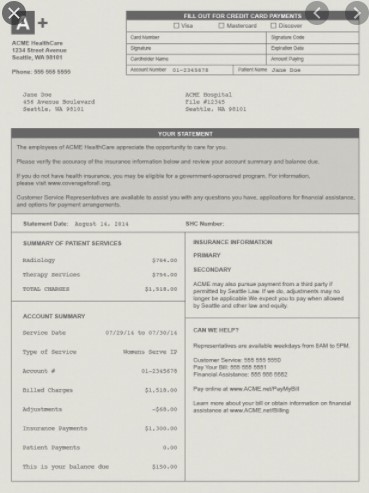 A +
ACME HealthCare
1234 Street Avenue
Seattle, WA 98101
Phone: 555 555 5555
FILL OUT FOR CREDIT CARD PAYMENTS
Visa Mastercard Discover
Card Number Signature Code
Signature Expiration Date
Cardholder Name Amount Paying
Account Number 01-2345678 Patient Name Jane Doe
Jane Doe
456 Avenue Boulevard
Seattle, WA 98101
ACME Hospital
File #12345
Seattle, WA 98101
YOUR STATEMENT
The employees of ACME HealthCare appreciate the opportunity to care for you.
Please verify the accuracy of the insurance information below and review your account summary and balance due.
If you do not have health insurance, you may be eligible for a government-sponsored program. For information,
please visit www.coverageforall.org.
Customer Service Representatives are available to assist you with any questions you have, applications for financial assistance,
and options for payment arrangements.
Statement Date: August 14, 2014 SHC Number:
SUMMARY OF PATIENT SERVICES
Radiology
Therapy Services
TOTAL CHARGES $1,518.00
INSURANCE INFORMATION
PRIMARY
SECONDARY
ACME may also pursue payment from a third party if
permitted by Seattle Law. If we do, adjustments may no
longer be applicable. We expect you to pay when allowed
by Seattle and other law and equity.
ACCOUNT SUMMARY
Service Date 07/29/14 to 07/30/14
Type of Service Womens Serve IP
Account # 01-2345678
Billed Charges $1,518.00
Adjustments -$68.00
Insurance Payments $1,300.00
Patient Payments 0.00
This is your balance due $150.00
CAN WE HELP?
Representatives are available weekdays from 8AM to 5PM.
Customer Service: 555 555 5550
Pay Your Bill: 555 555 5551
Financial Assistance: 555 555 5552
Pay online at www.ACME.net/PayMyBill
Learn more about your bill or obtain information on financial
assistance at www.ACME.net/Billing